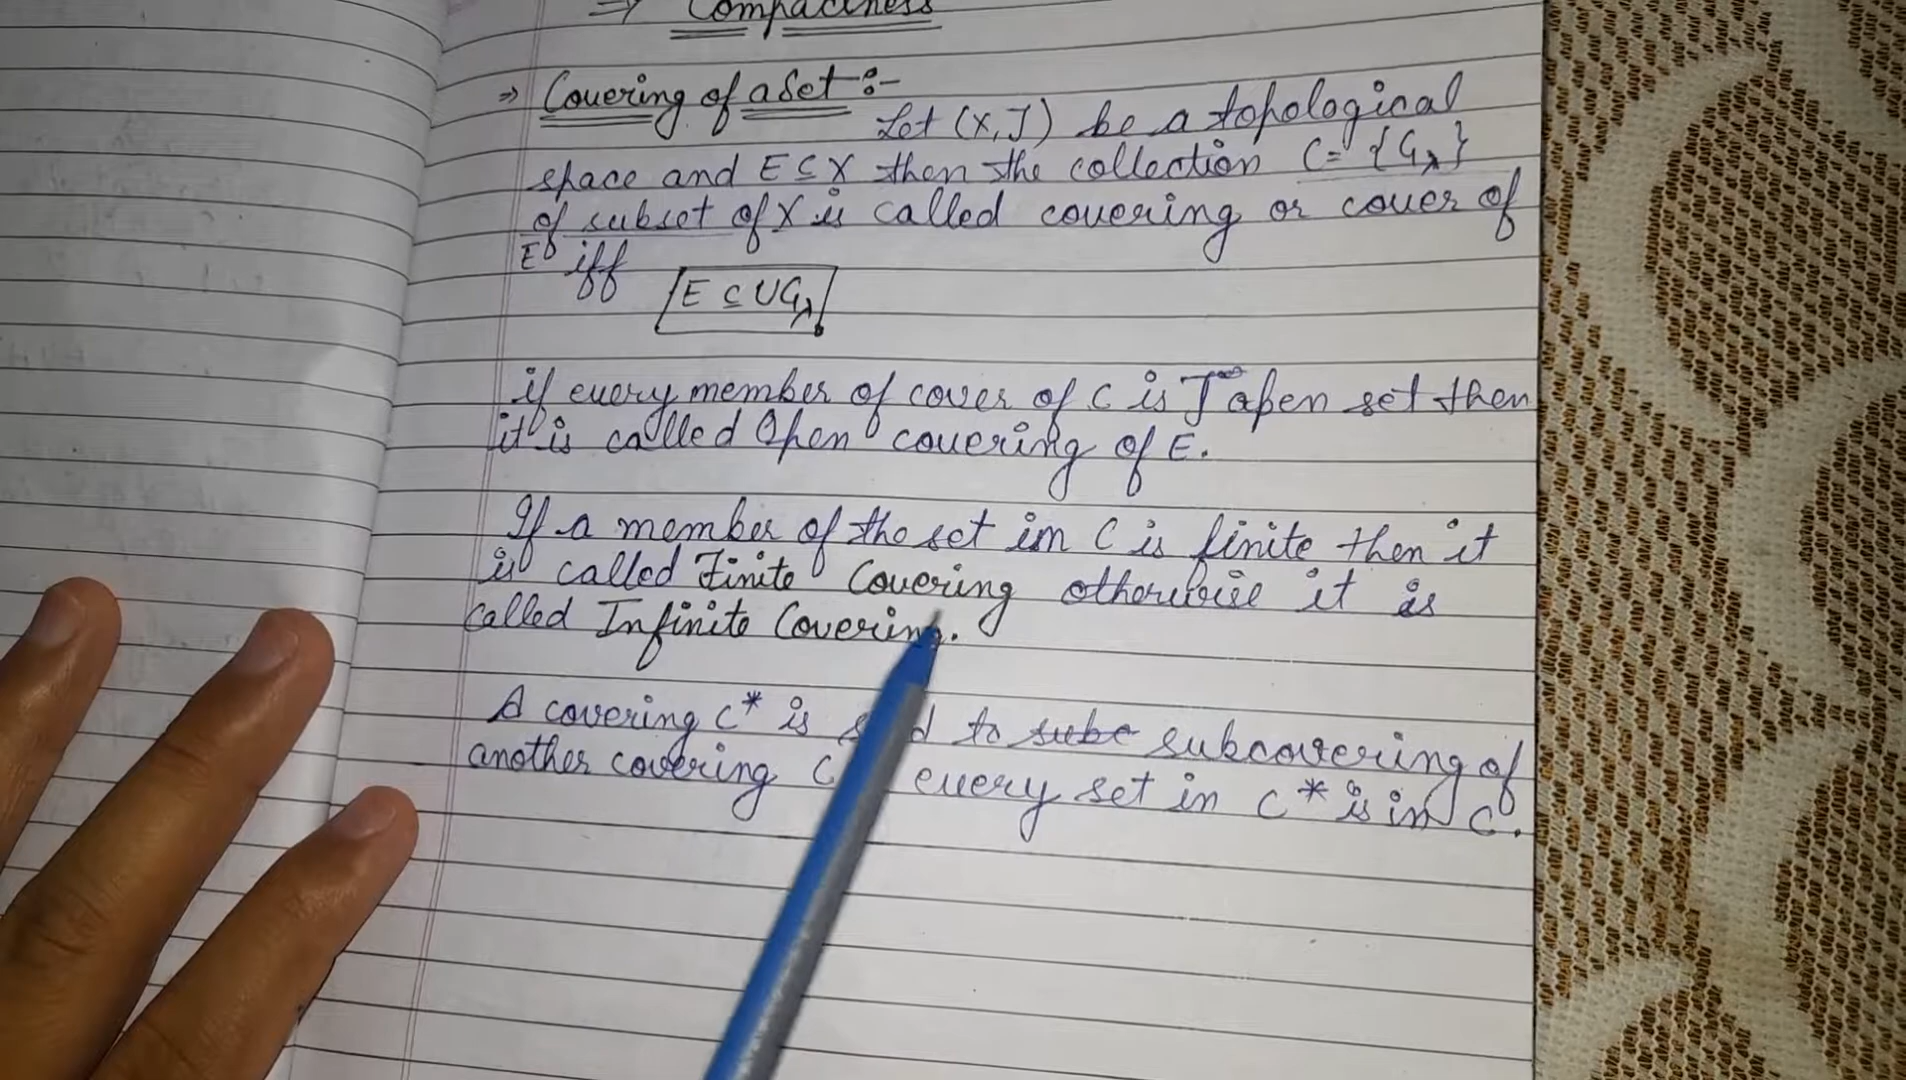 ⇒ Compactness
⇒ Covering of a Set :-
Let (X, J) be a topological
space and E ⊆ X then the collection C = {Gλ}
of subset of X is called covering or cover of
E iff
E ⊆ ∪Gλ
if every member of cover of C is J open set then
it is called Open covering of E.
If a member of the set in C is finite then it
is called Finite Covering otherwise it is
called Infinite Covering.
A covering C* is to subcovering of
another covering C every set in C* is in C.